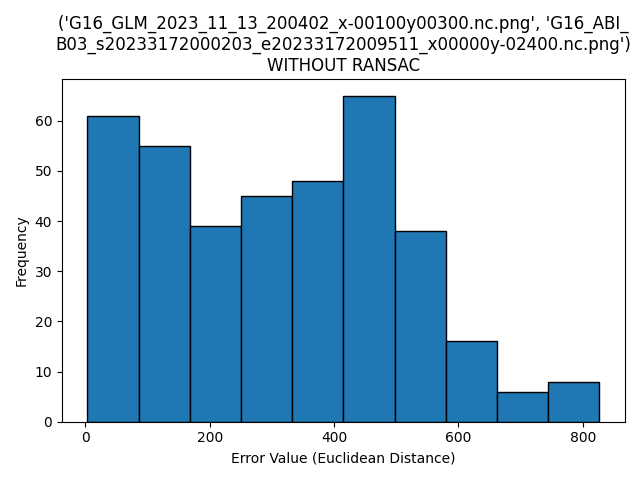 ('G16_GLM_2023_11_13_200402_x-00100y00300.nc.png', 'G16_ABI_
B03_s20233172000203_e20233172009511_x00000y-02400.nc.png')
WITHOUT RANSAC
60
50
40
30
20
10
0
Frequency
0 200 400 600 800
Error Value (Euclidean Distance)